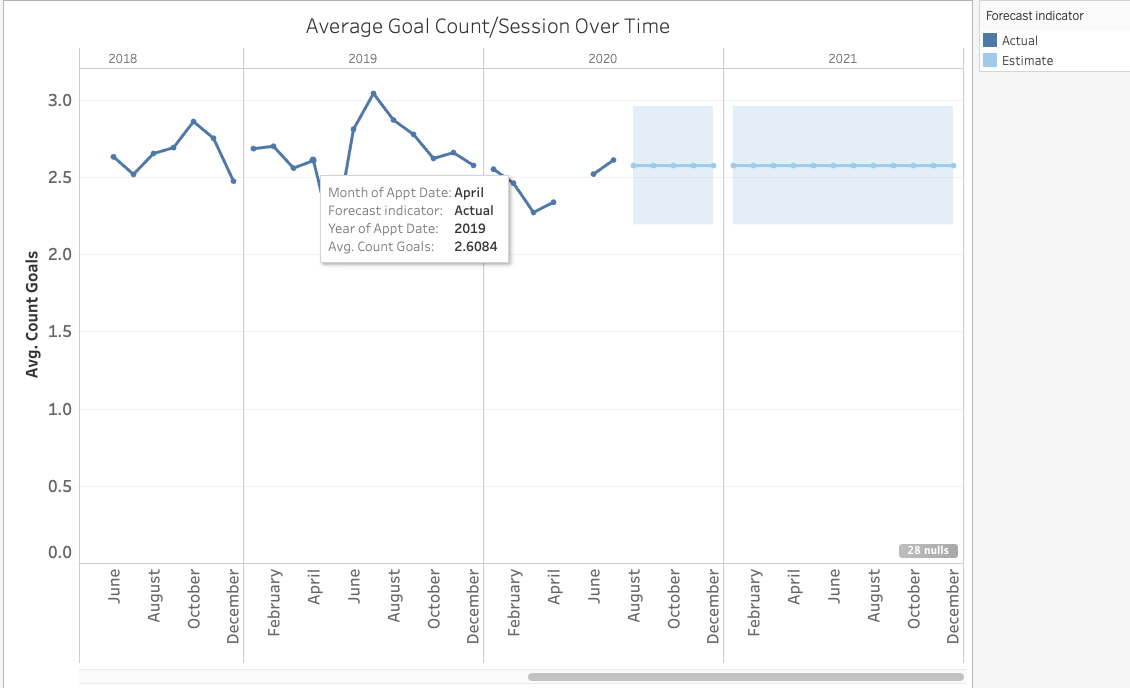 Average Goal Count/Session Over Time
Forecast indicator
Actual
Estimate
2018 2019 2020 2021
3.0
2.5
2.0
1.5
1.0
0.5
0.0
Avg. Count Goals
Month of Appt Date: April
Forecast indicator: Actual
Year of Appt Date: 2019
Avg. Count Goals: 2.6084
28 nulls
June August October December February April June August October December February April June August October December February April June August October December